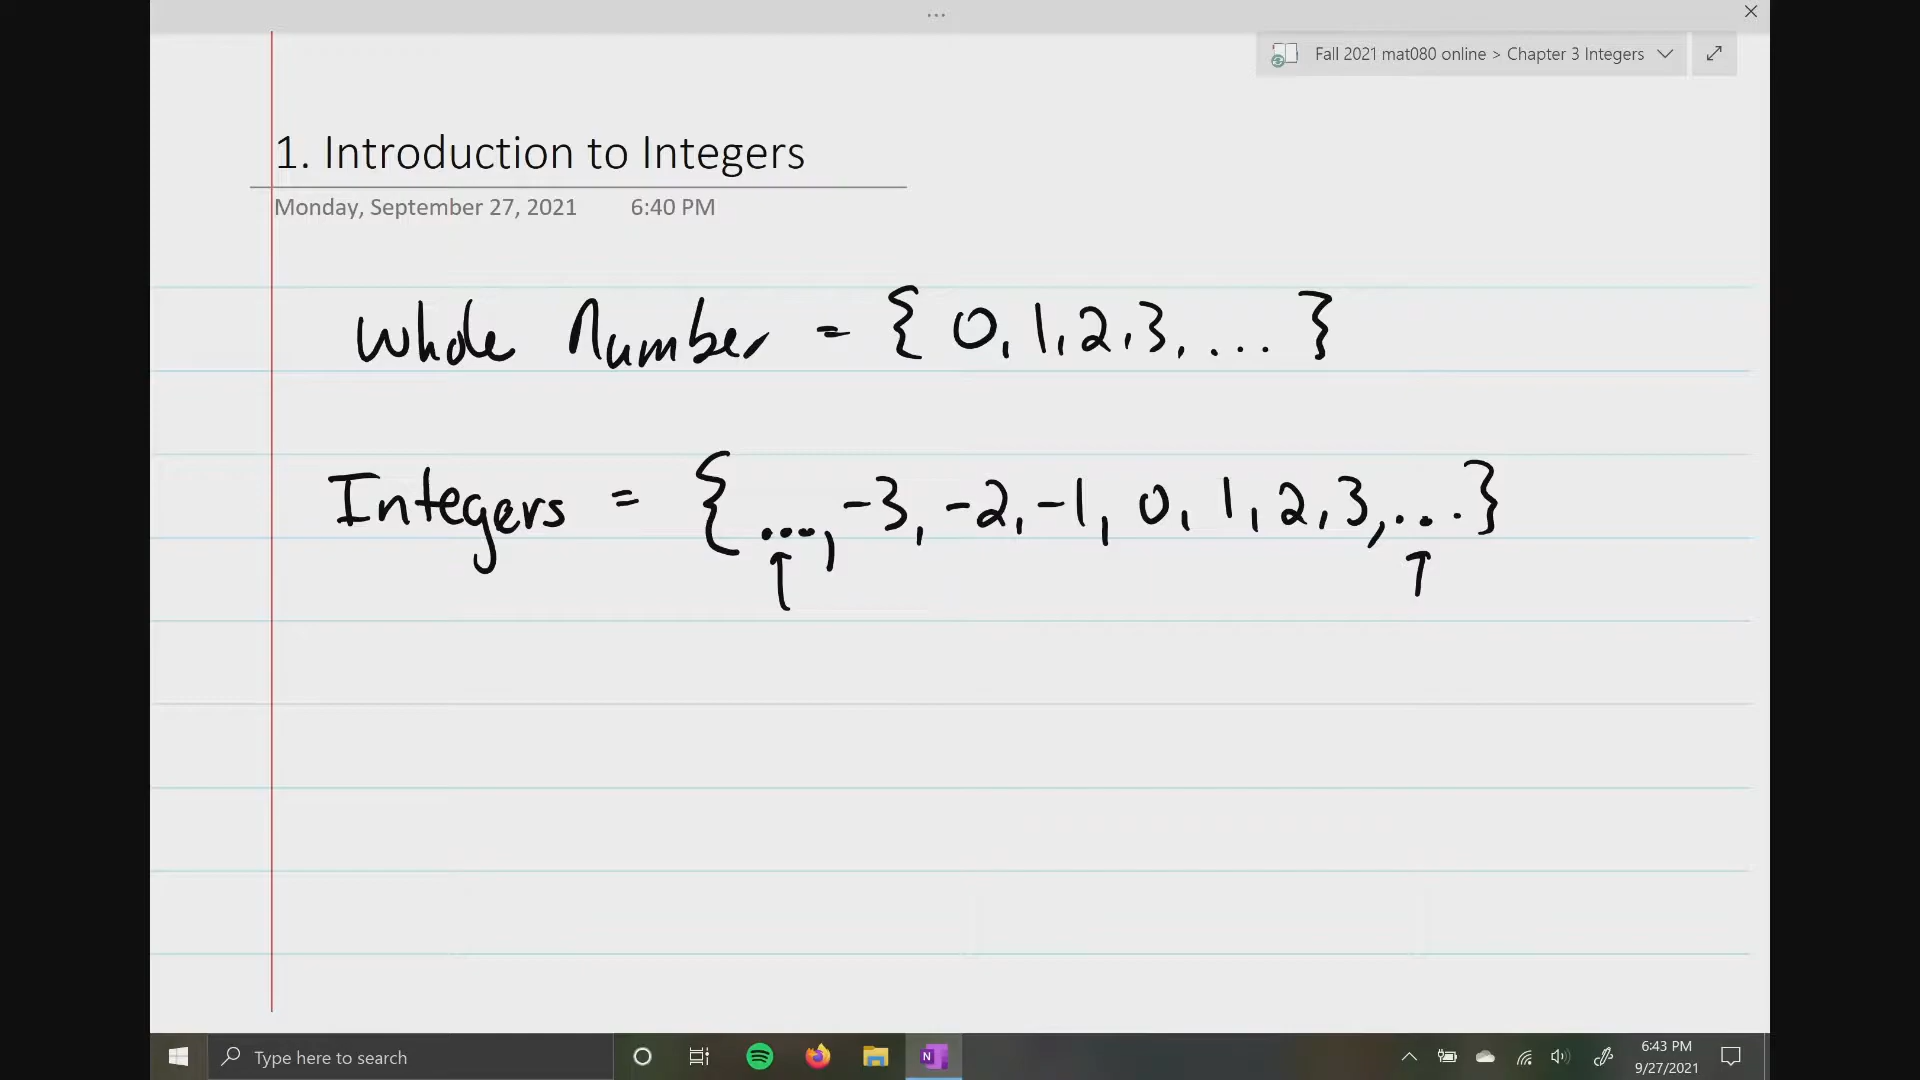 ...
Fall 2021 mat080 online > Chapter 3 Integers
1. Introduction to Integers
Monday, September 27, 2021 6:40 PM
Whole Number = { 0, 1, 2, 3, ... }
Integers = { ..., -3, -2, -1, 0, 1, 2, 3, ... }
Type here to search
N
6:43 PM
9/27/2021